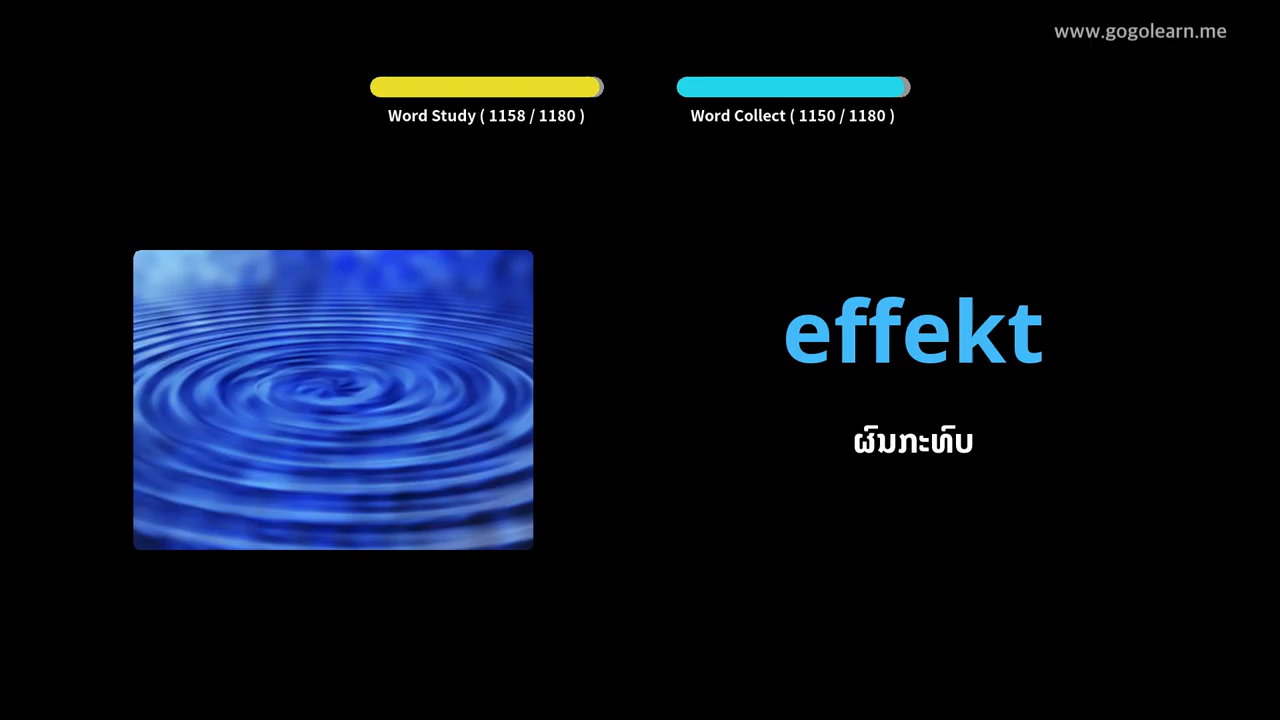 www.gogolearn.me
Word Study ( 1158 / 1180 )
Word Collect ( 1150 / 1180 )
effekt
ຜົນກະທົບ